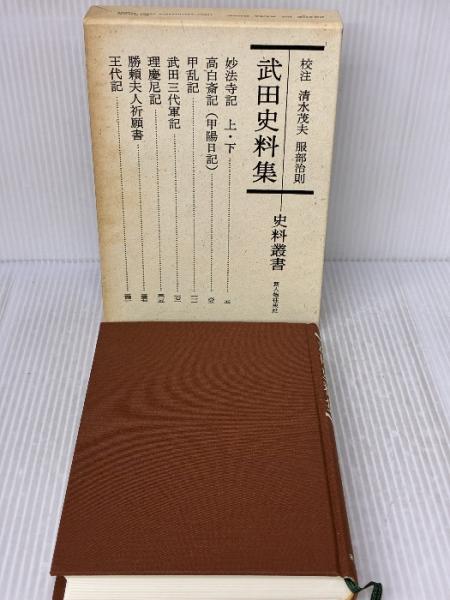 校注 清水茂夫 服部治則
武田史料集
史料叢書
新人物往来社
妙法寺記 上・下
高白斎記(甲陽日記)
甲乱記
武田三代軍記
理慶尼記
勝頼夫人祈願書
王代記